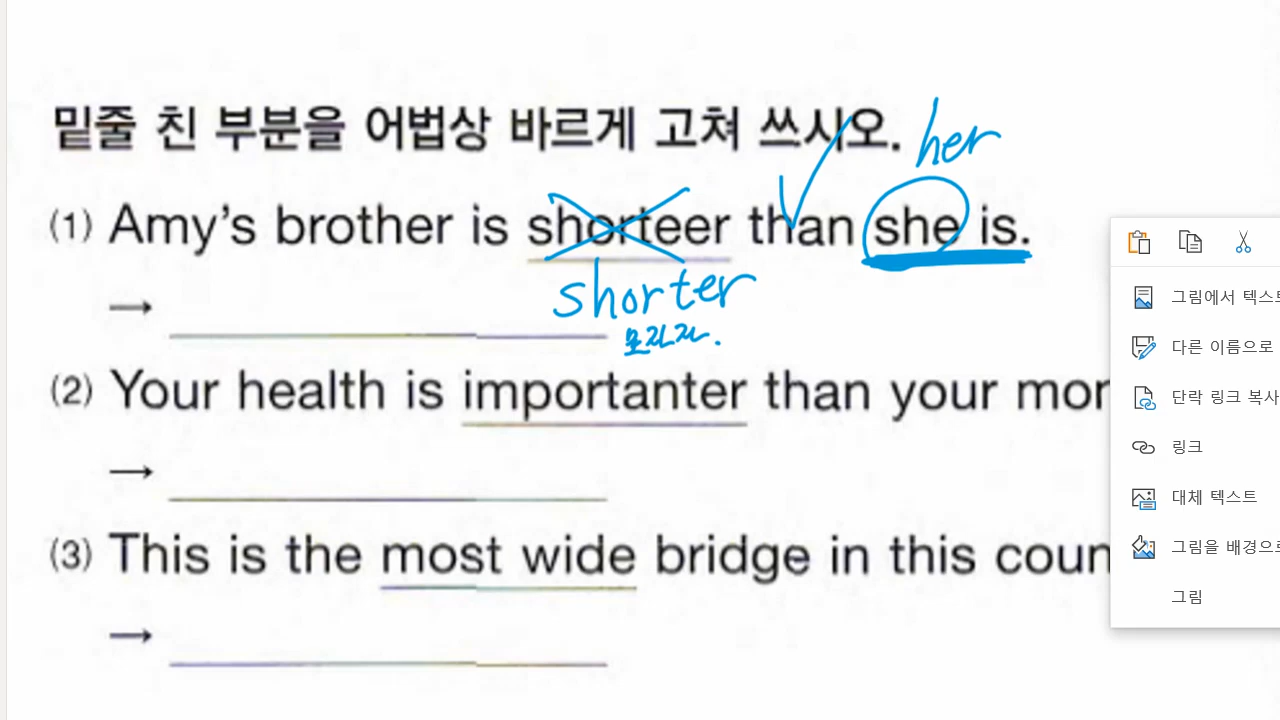 밑줄 친 부분을 어법상 바르게 고쳐 쓰시오.
her
(1) Amy's brother is shorteer than she is.
→
shorter
(2) Your health is importanter than your mon
→
(3) This is the most wide bridge in this coun
→
그림에서 텍스트
다른 이름으로
단락 링크 복사
링크
대체 텍스트
그림을 배경으로
그림